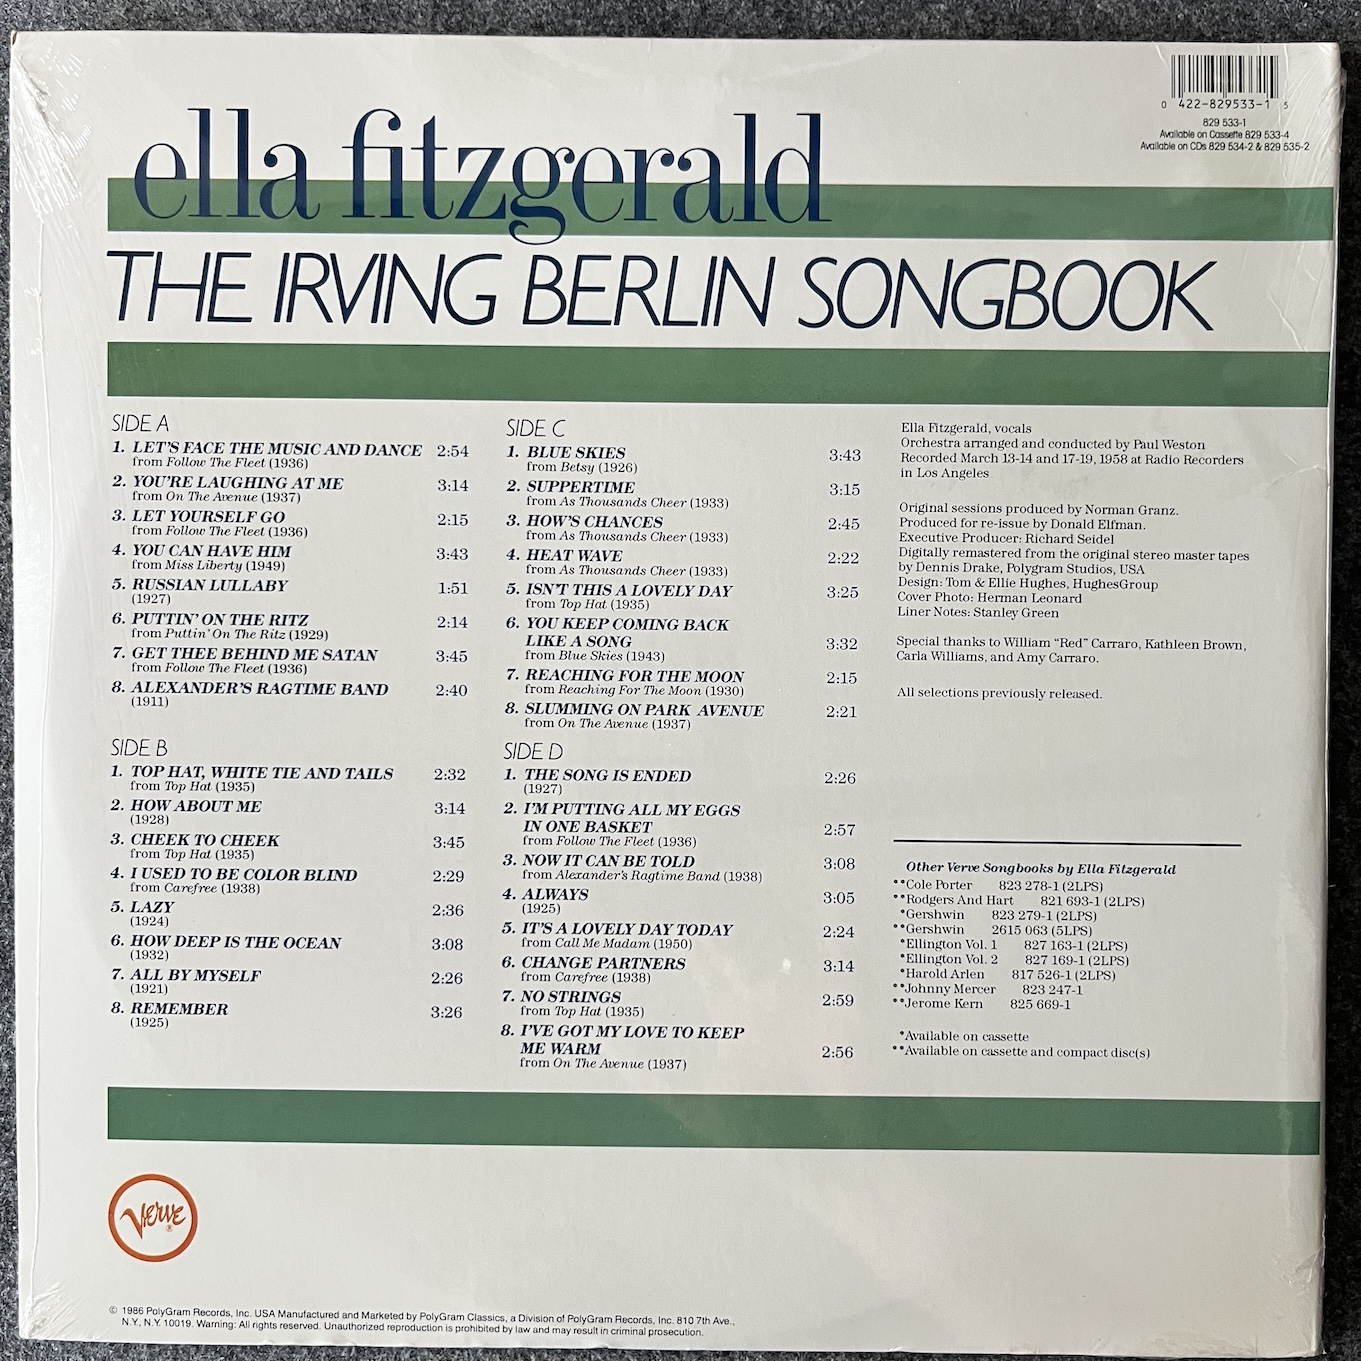 0 422-829533-1 5
829 533-1
Available on Cassette 829 533-4
Available on CDs 829 534-2 & 829 535-2
ella fitzgerald
THE IRVING BERLIN SONGBOOK
SIDE A
1. LET'S FACE THE MUSIC AND DANCE 2:54
from Follow The Fleet (1936)
2. YOU'RE LAUGHING AT ME 3:14
from On The Avenue (1937)
3. LET YOURSELF GO 2:15
from Follow The Fleet (1936)
4. YOU CAN HAVE HIM 3:43
from Miss Liberty (1949)
5. RUSSIAN LULLABY 1:51
(1927)
6. PUTTIN' ON THE RITZ 2:14
from Puttin' On The Ritz (1929)
7. GET THEE BEHIND ME SATAN 3:45
from Follow The Fleet (1936)
8. ALEXANDER'S RAGTIME BAND 2:40
(1911)
SIDE B
1. TOP HAT, WHITE TIE AND TAILS 2:32
from Top Hat (1935)
2. HOW ABOUT ME 3:14
(1928)
3. CHEEK TO CHEEK 3:45
from Top Hat (1935)
4. I USED TO BE COLOR BLIND 2:29
from Carefree (1938)
5. LAZY 2:36
(1924)
6. HOW DEEP IS THE OCEAN 3:08
(1932)
7. ALL BY MYSELF 2:26
(1921)
8. REMEMBER 3:26
(1925)
SIDE C
1. BLUE SKIES 3:43
from Betsy (1926)
2. SUPPERTIME 3:15
from As Thousands Cheer (1933)
3. HOW'S CHANCES 2:45
from As Thousands Cheer (1933)
4. HEAT WAVE 2:22
from As Thousands Cheer (1933)
5. ISN'T THIS A LOVELY DAY 3:25
from Top Hat (1935)
6. YOU KEEP COMING BACK
LIKE A SONG 3:32
from Blue Skies (1943)
7. REACHING FOR THE MOON 2:15
from Reaching For The Moon (1930)
8. SLUMMING ON PARK AVENUE 2:21
from On The Avenue (1937)
SIDE D
1. THE SONG IS ENDED 2:26
(1927)
2. I'M PUTTING ALL MY EGGS
IN ONE BASKET 2:57
from Follow The Fleet (1936)
3. NOW IT CAN BE TOLD 3:08
from Alexander's Ragtime Band (1938)
4. ALWAYS 3:05
(1925)
5. IT'S A LOVELY DAY TODAY 2:24
from Call Me Madam (1950)
6. CHANGE PARTNERS 3:14
from Carefree (1938)
7. NO STRINGS 2:59
from Top Hat (1935)
8. I'VE GOT MY LOVE TO KEEP
ME WARM 2:56
from On The Avenue (1937)
Ella Fitzgerald, vocals
Orchestra arranged and conducted by Paul Weston
Recorded March 13-14 and 17-19, 1958 at Radio Recorders
in Los Angeles
Original sessions produced by Norman Granz.
Produced for re-issue by Donald Elfman.
Executive Producer: Richard Seidel
Digitally remastered from the original stereo master tapes
by Dennis Drake, Polygram Studios, USA
Design: Tom & Ellie Hughes, HughesGroup
Cover Photo: Herman Leonard
Liner Notes: Stanley Green
Special thanks to William "Red" Carraro, Kathleen Brown,
Carla Williams, and Amy Carraro.
All selections previously released.
Other Verve Songbooks by Ella Fitzgerald
**Cole Porter 823 278-1 (2LPS)
**Rodgers And Hart 821 693-1 (2LPS)
*Gershwin 823 279-1 (2LPS)
**Gershwin 2615 063 (5LPS)
*Ellington Vol. 1 827 163-1 (2LPS)
*Ellington Vol. 2 827 169-1 (2LPS)
*Harold Arlen 817 526-1 (2LPS)
**Johnny Mercer 823 247-1
**Jerome Kern 825 669-1
*Available on cassette
**Available on cassette and compact disc(s)
Verve ®
© 1986 PolyGram Records, Inc. USA Manufactured and Marketed by PolyGram Classics, a Division of PolyGram Records, Inc. 810 7th Ave.,
N.Y., N.Y. 10019. Warning: All rights reserved. Unauthorized reproduction is prohibited by law and may result in criminal prosecution.